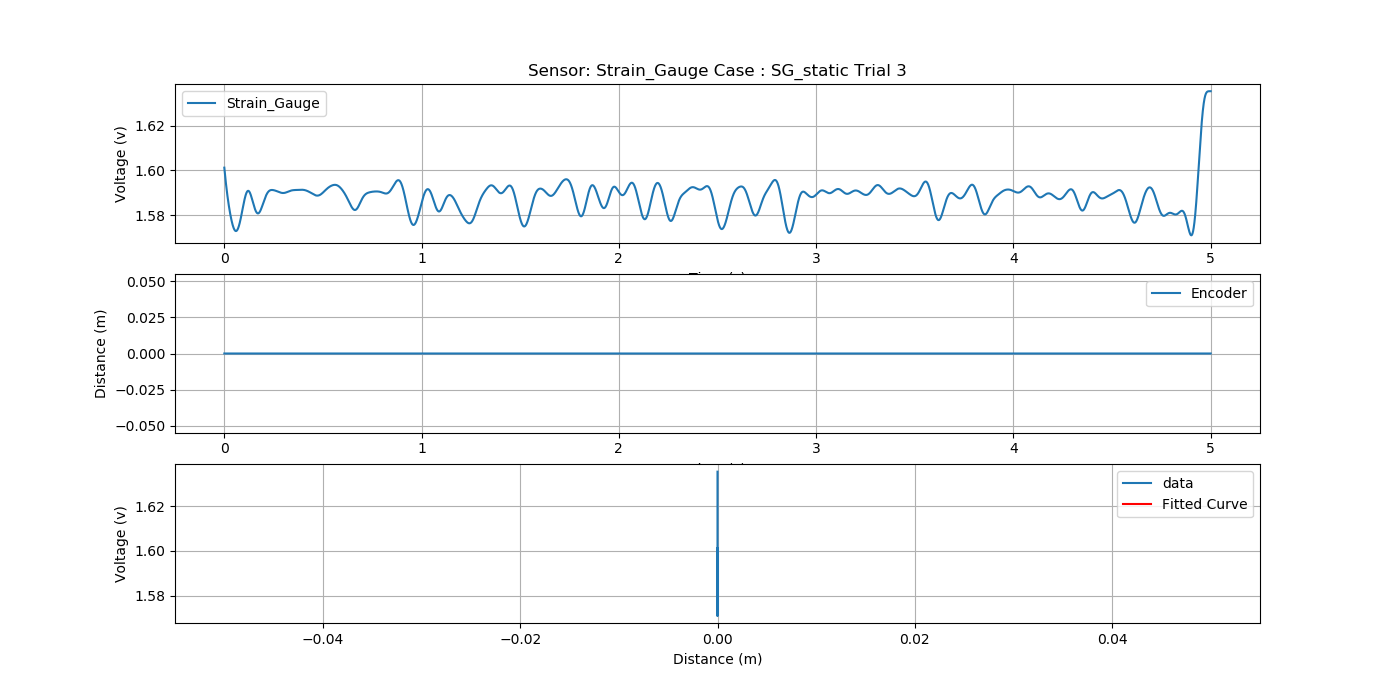 Sensor: Strain_Gauge Case : SG_static Trial 3
Strain_Gauge
Voltage (v)
1.62
1.60
1.58
0 1 2 3 4 5
Encoder
Distance (m)
0.050
0.025
0.000
−0.025
−0.050
0 1 2 3 4 5
data
Fitted Curve
Voltage (v)
1.62
1.60
1.58
−0.04 −0.02 0.00 0.02 0.04
Distance (m)